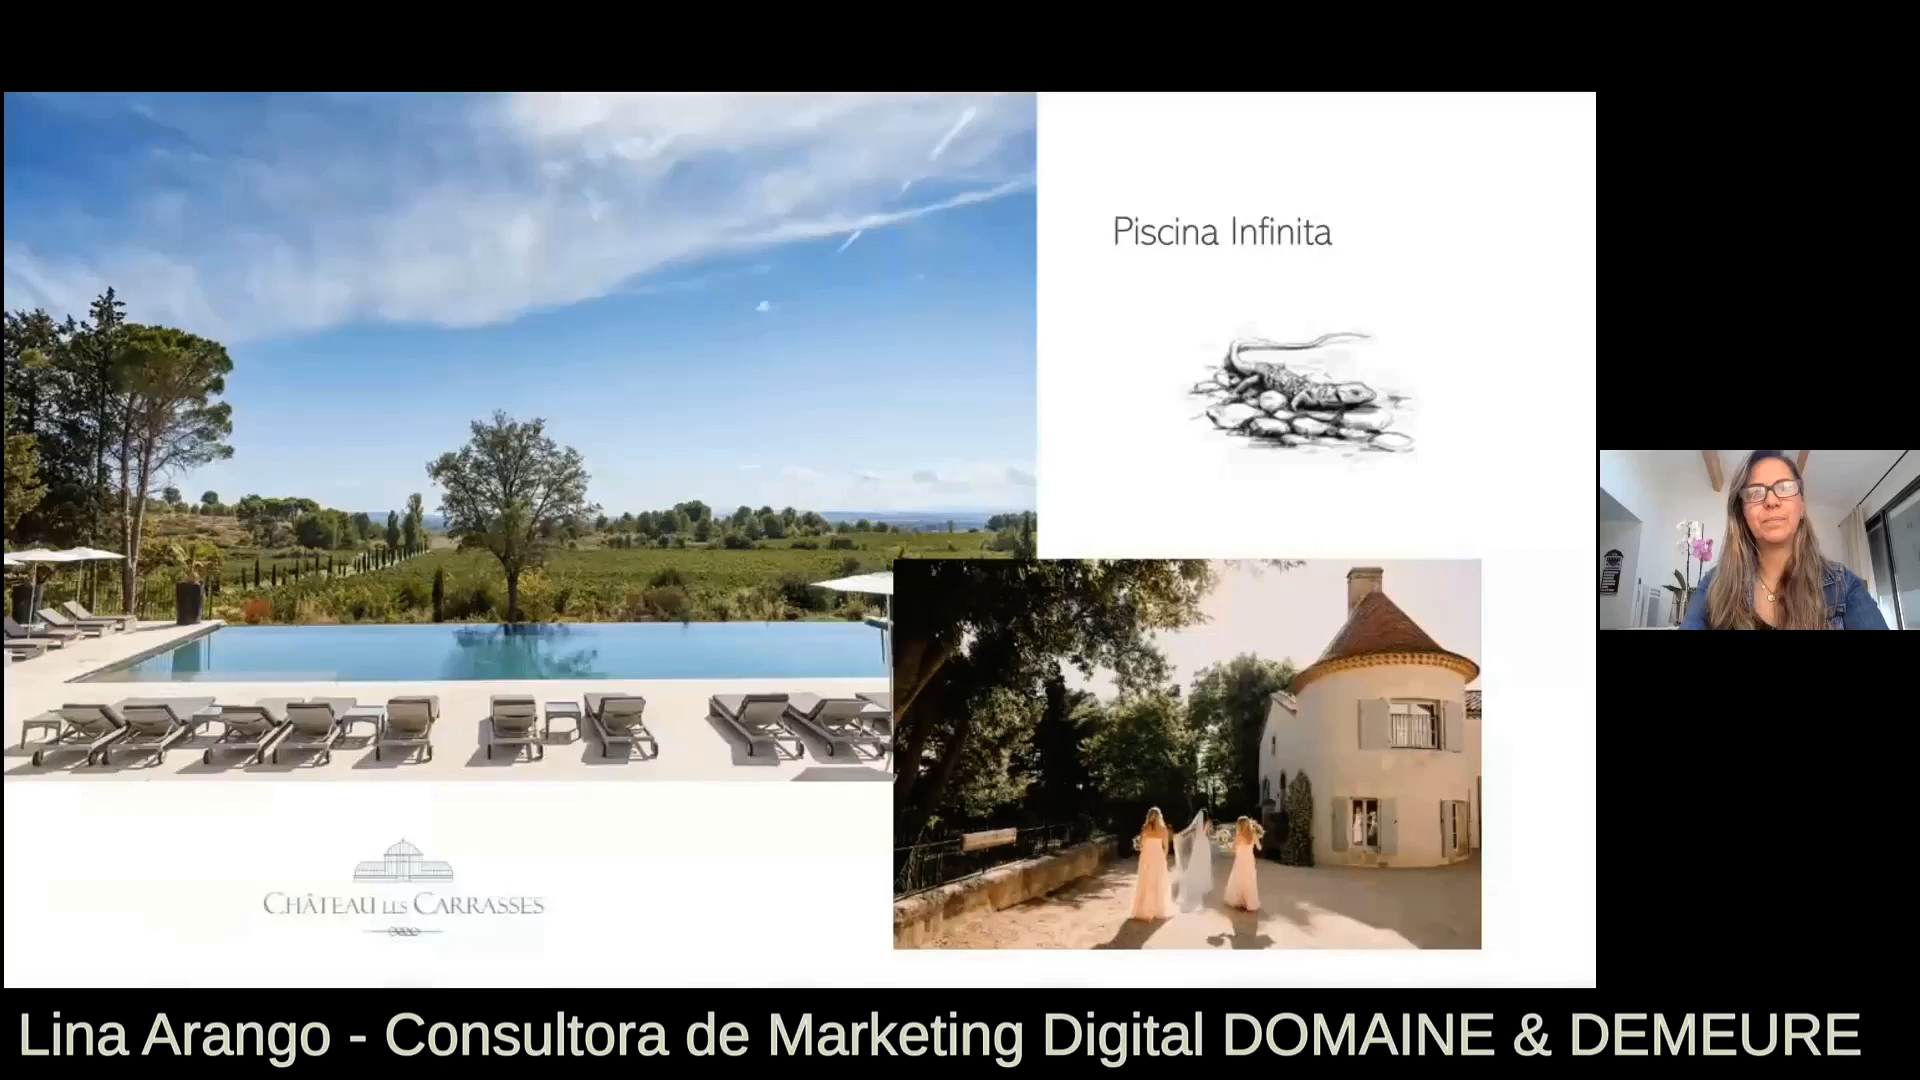 Piscina Infinita
CHÂTEAU LES CARRASSES
Lina Arango - Consultora de Marketing Digital DOMAINE & DEMEURE